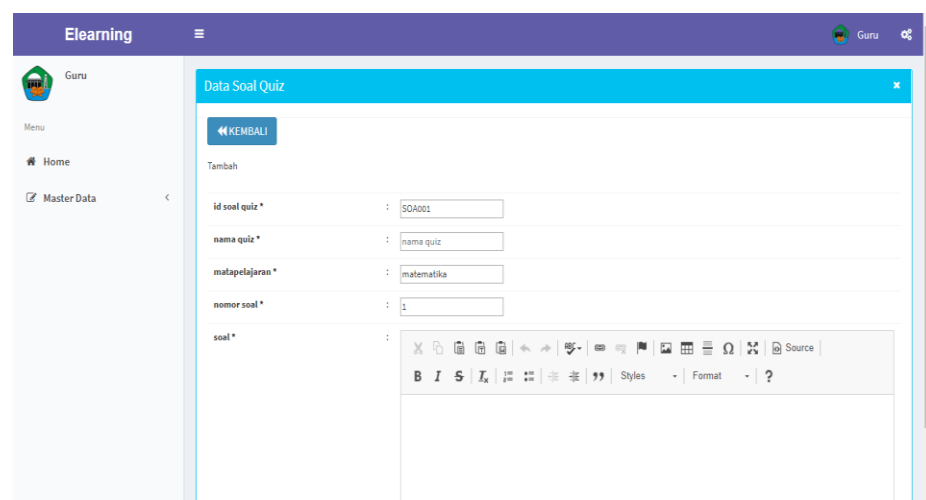 Elearning
Guru
Guru
Menu
Home
Master Data
Data Soal Quiz
KEMBALI
Tambah
id soal quiz * : SOA001
nama quiz * : nama quiz
matapelajaran * : matematika
nomor soal * : 1
soal * :
Source
B I S Ix Styles Format ?